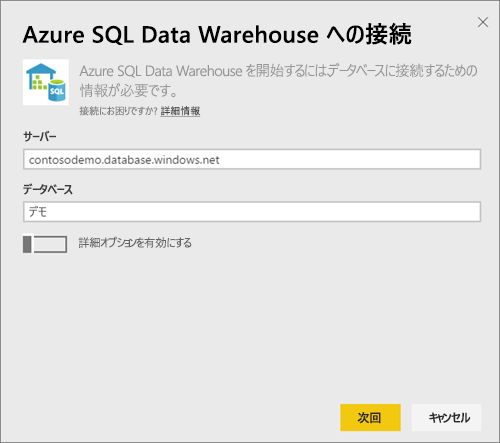 Azure SQL Data Warehouse への接続
Azure SQL Data Warehouse を開始するにはデータベースに接続するための
情報が必要です。
接続にお困りですか? 詳細情報
サーバー
contosodemo.database.windows.net
データベース
デモ
詳細オプションを有効にする
次回
キャンセル
SQL